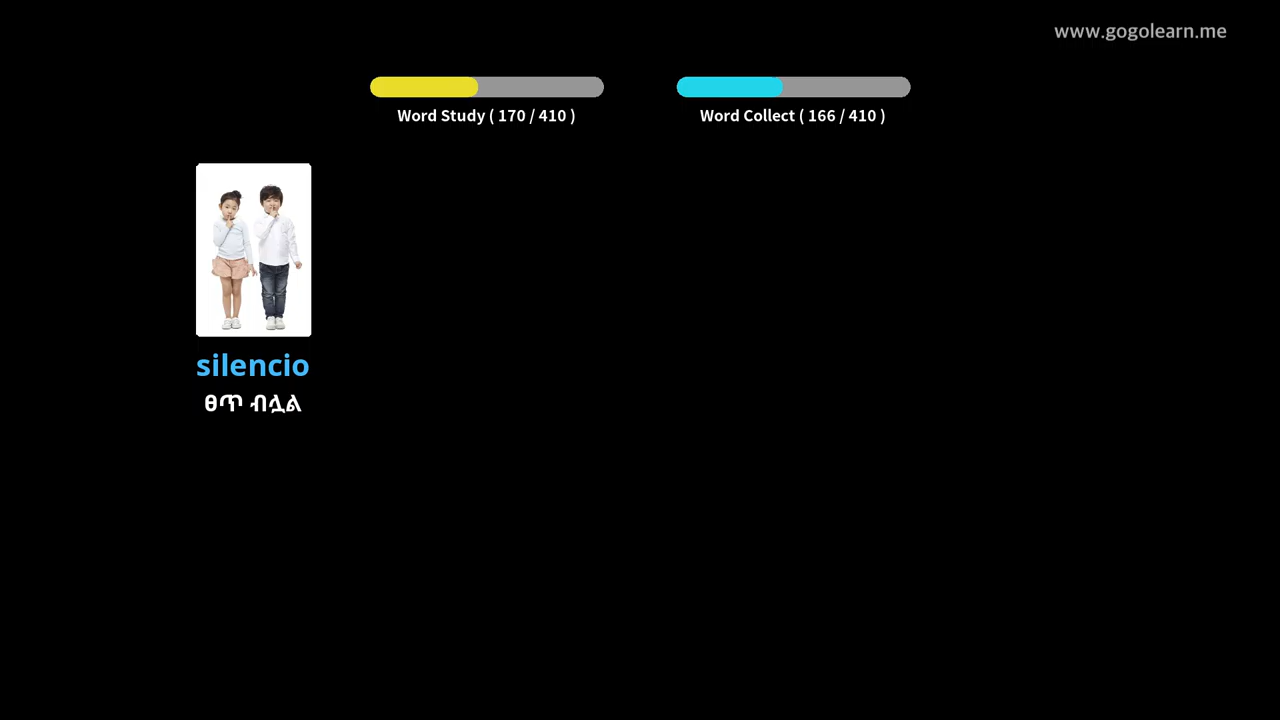 www.gogolearn.me
Word Study ( 170 / 410 )
Word Collect ( 166 / 410 )
silencio
ፀጥ ብሏል